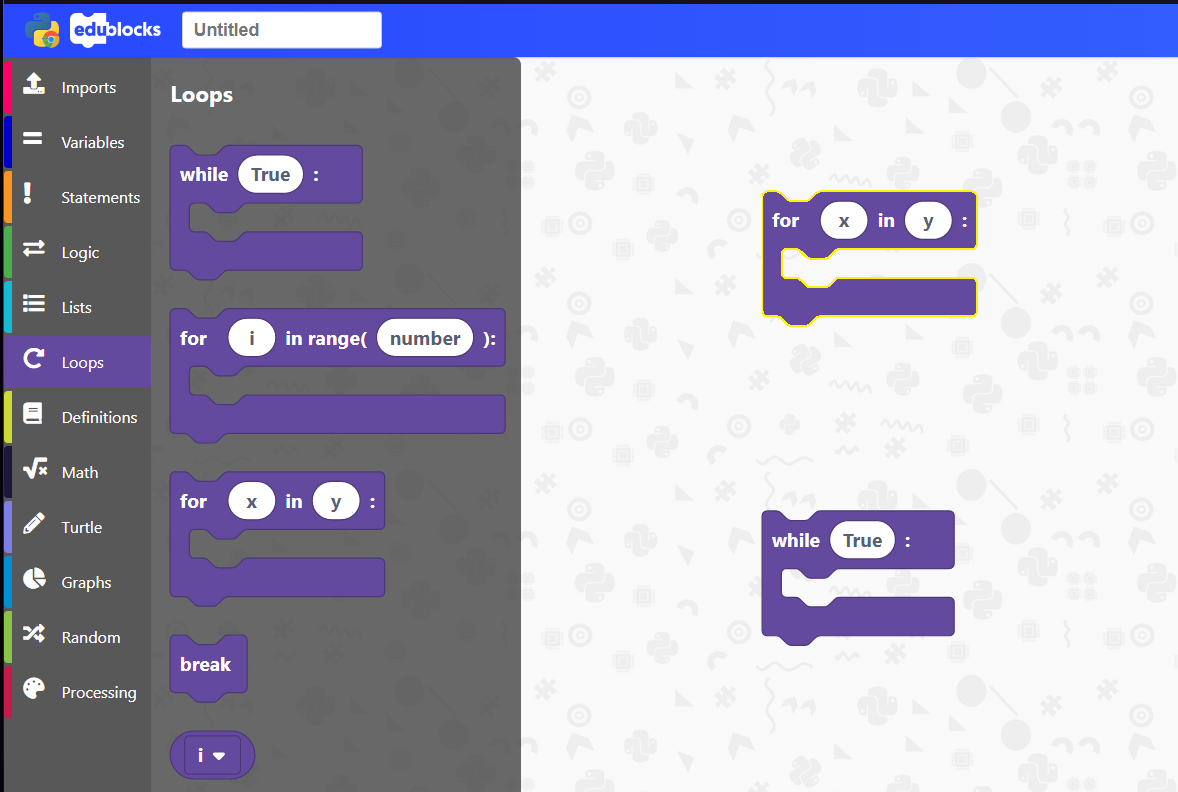 edublocks
Untitled
Imports
Variables
Statements
Logic
Lists
Loops
Definitions
Math
Turtle
Graphs
Random
Processing
Loops
while True :
for i in range( number ):
for x in y :
break
i
for x in y :
while True :